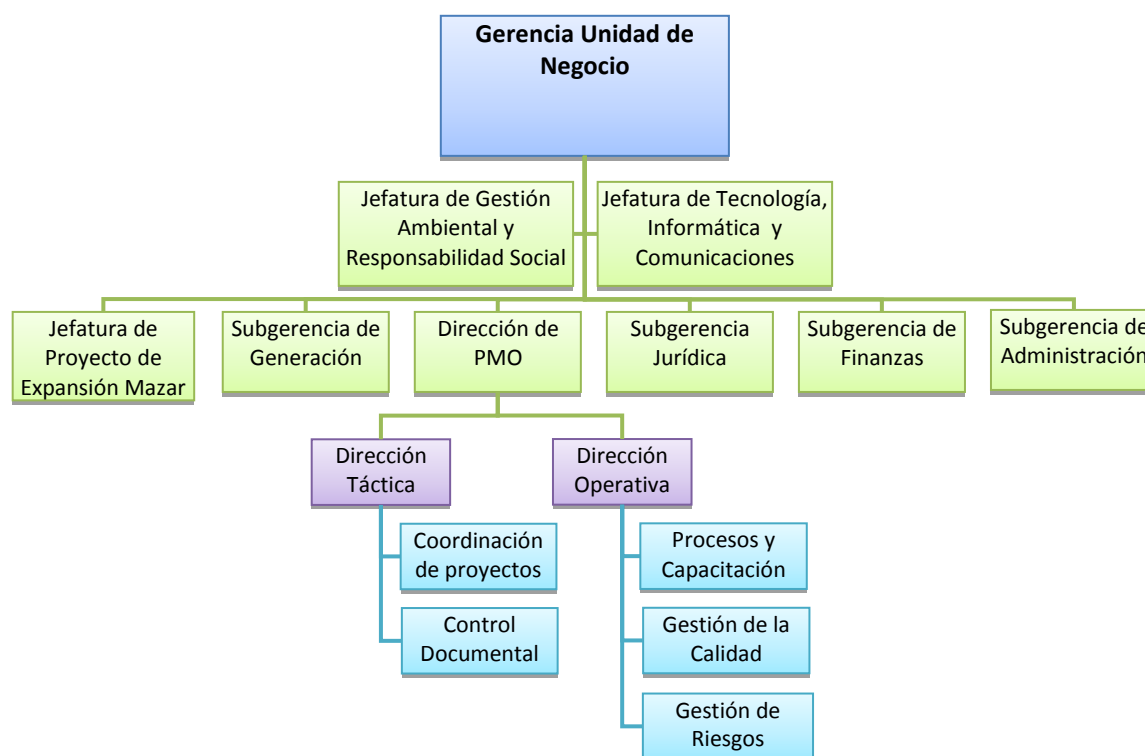 Gerencia Unidad de
Negocio
Jefatura de Gestión
Ambiental y
Responsabilidad Social
Jefatura de Tecnología,
Informática y
Comunicaciones
Jefatura de
Proyecto de
Expansión Mazar
Subgerencia de
Generación
Dirección de
PMO
Subgerencia
Jurídica
Subgerencia de
Finanzas
Subgerencia de
Administración
Dirección
Táctica
Dirección
Operativa
Coordinación
de proyectos
Control
Documental
Procesos y
Capacitación
Gestión de la
Calidad
Gestión de
Riesgos